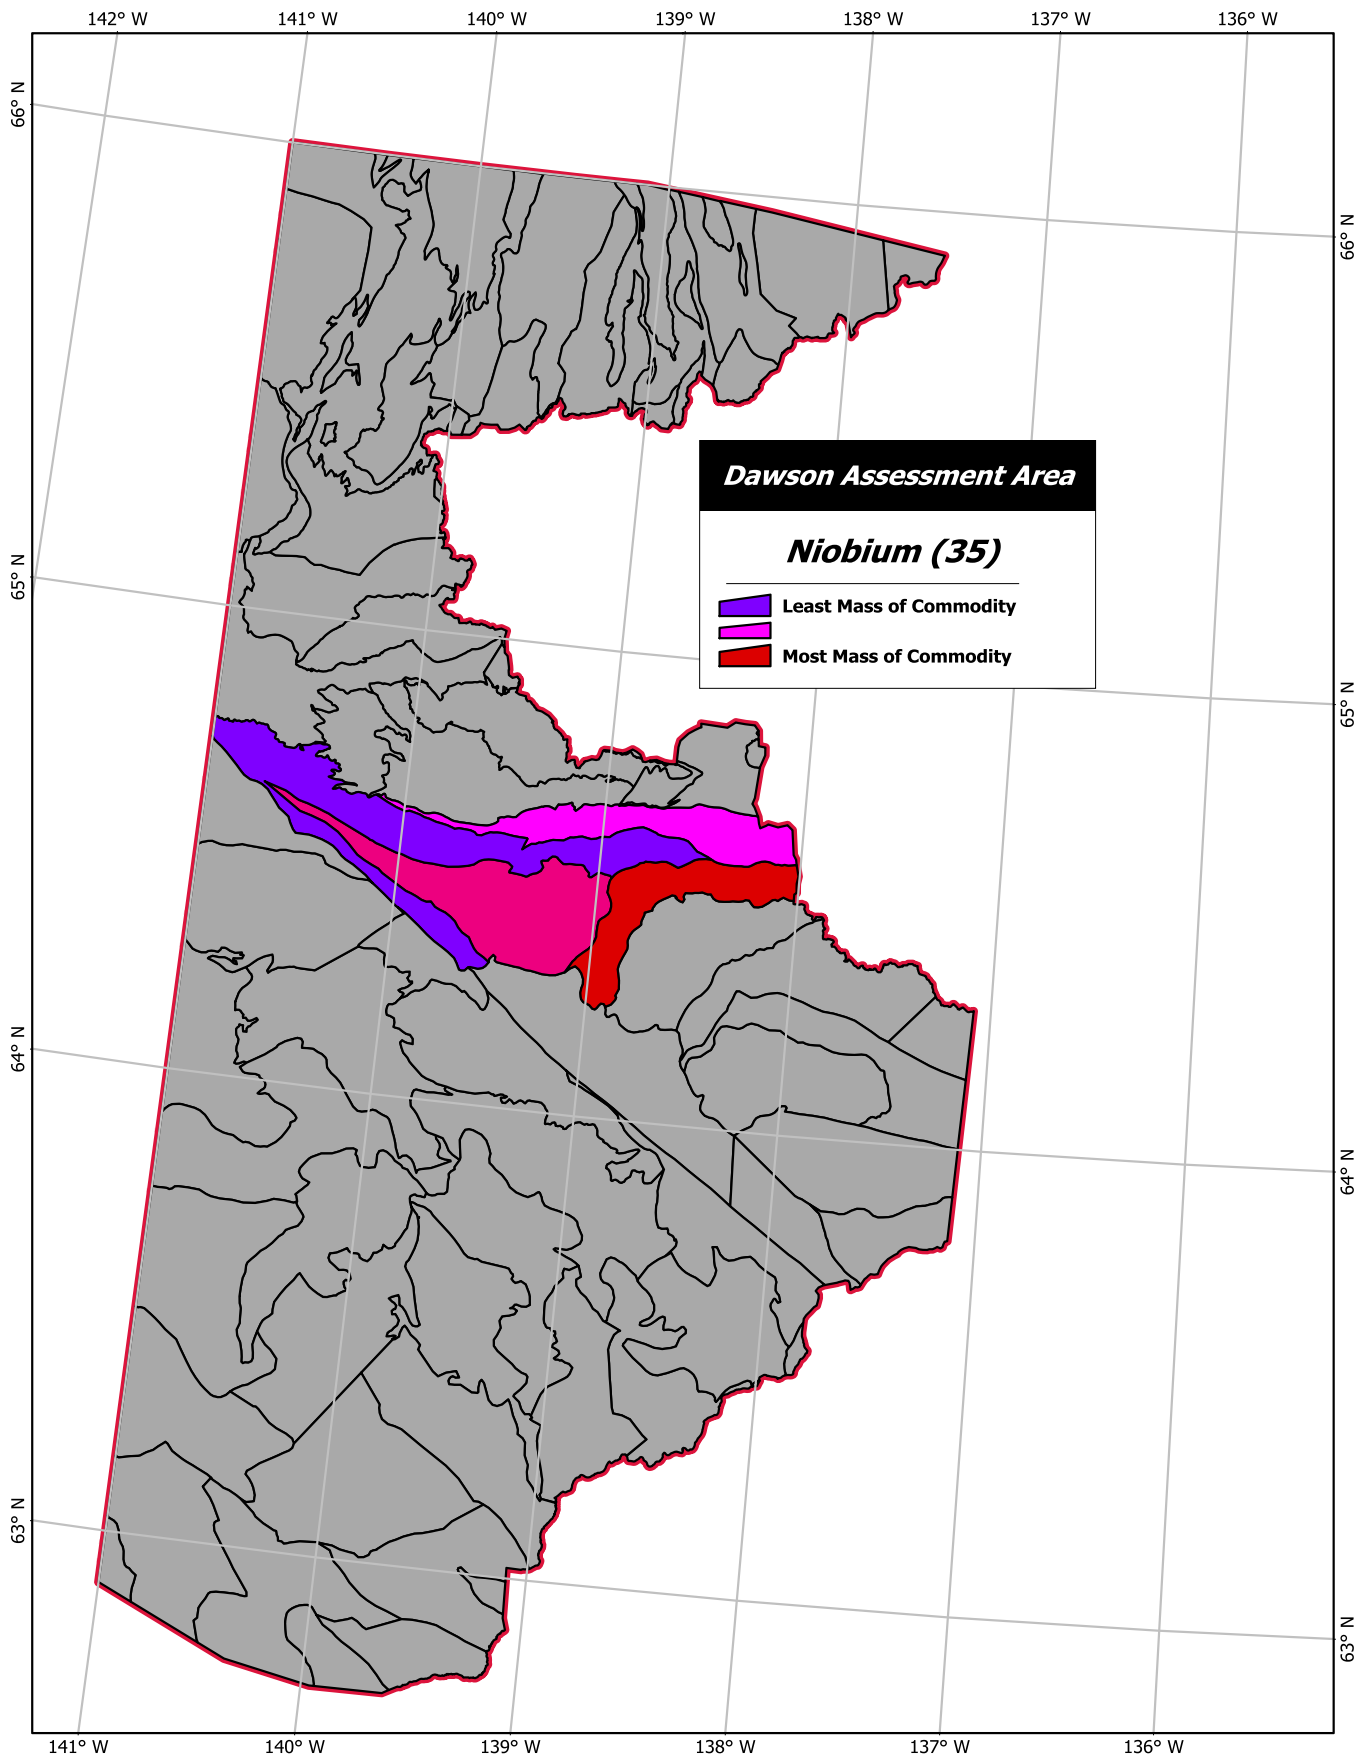 142° W 141° W 140° W 139° W 138° W 137° W 136° W
66° N
66° N
Dawson Assessment Area
Niobium (35)
65° N
Least Mass of Commodity
Most Mass of Commodity
65° N
64° N
64° N
63° N
63° N
141° W 140° W 139° W 138° W 137° W 136° W